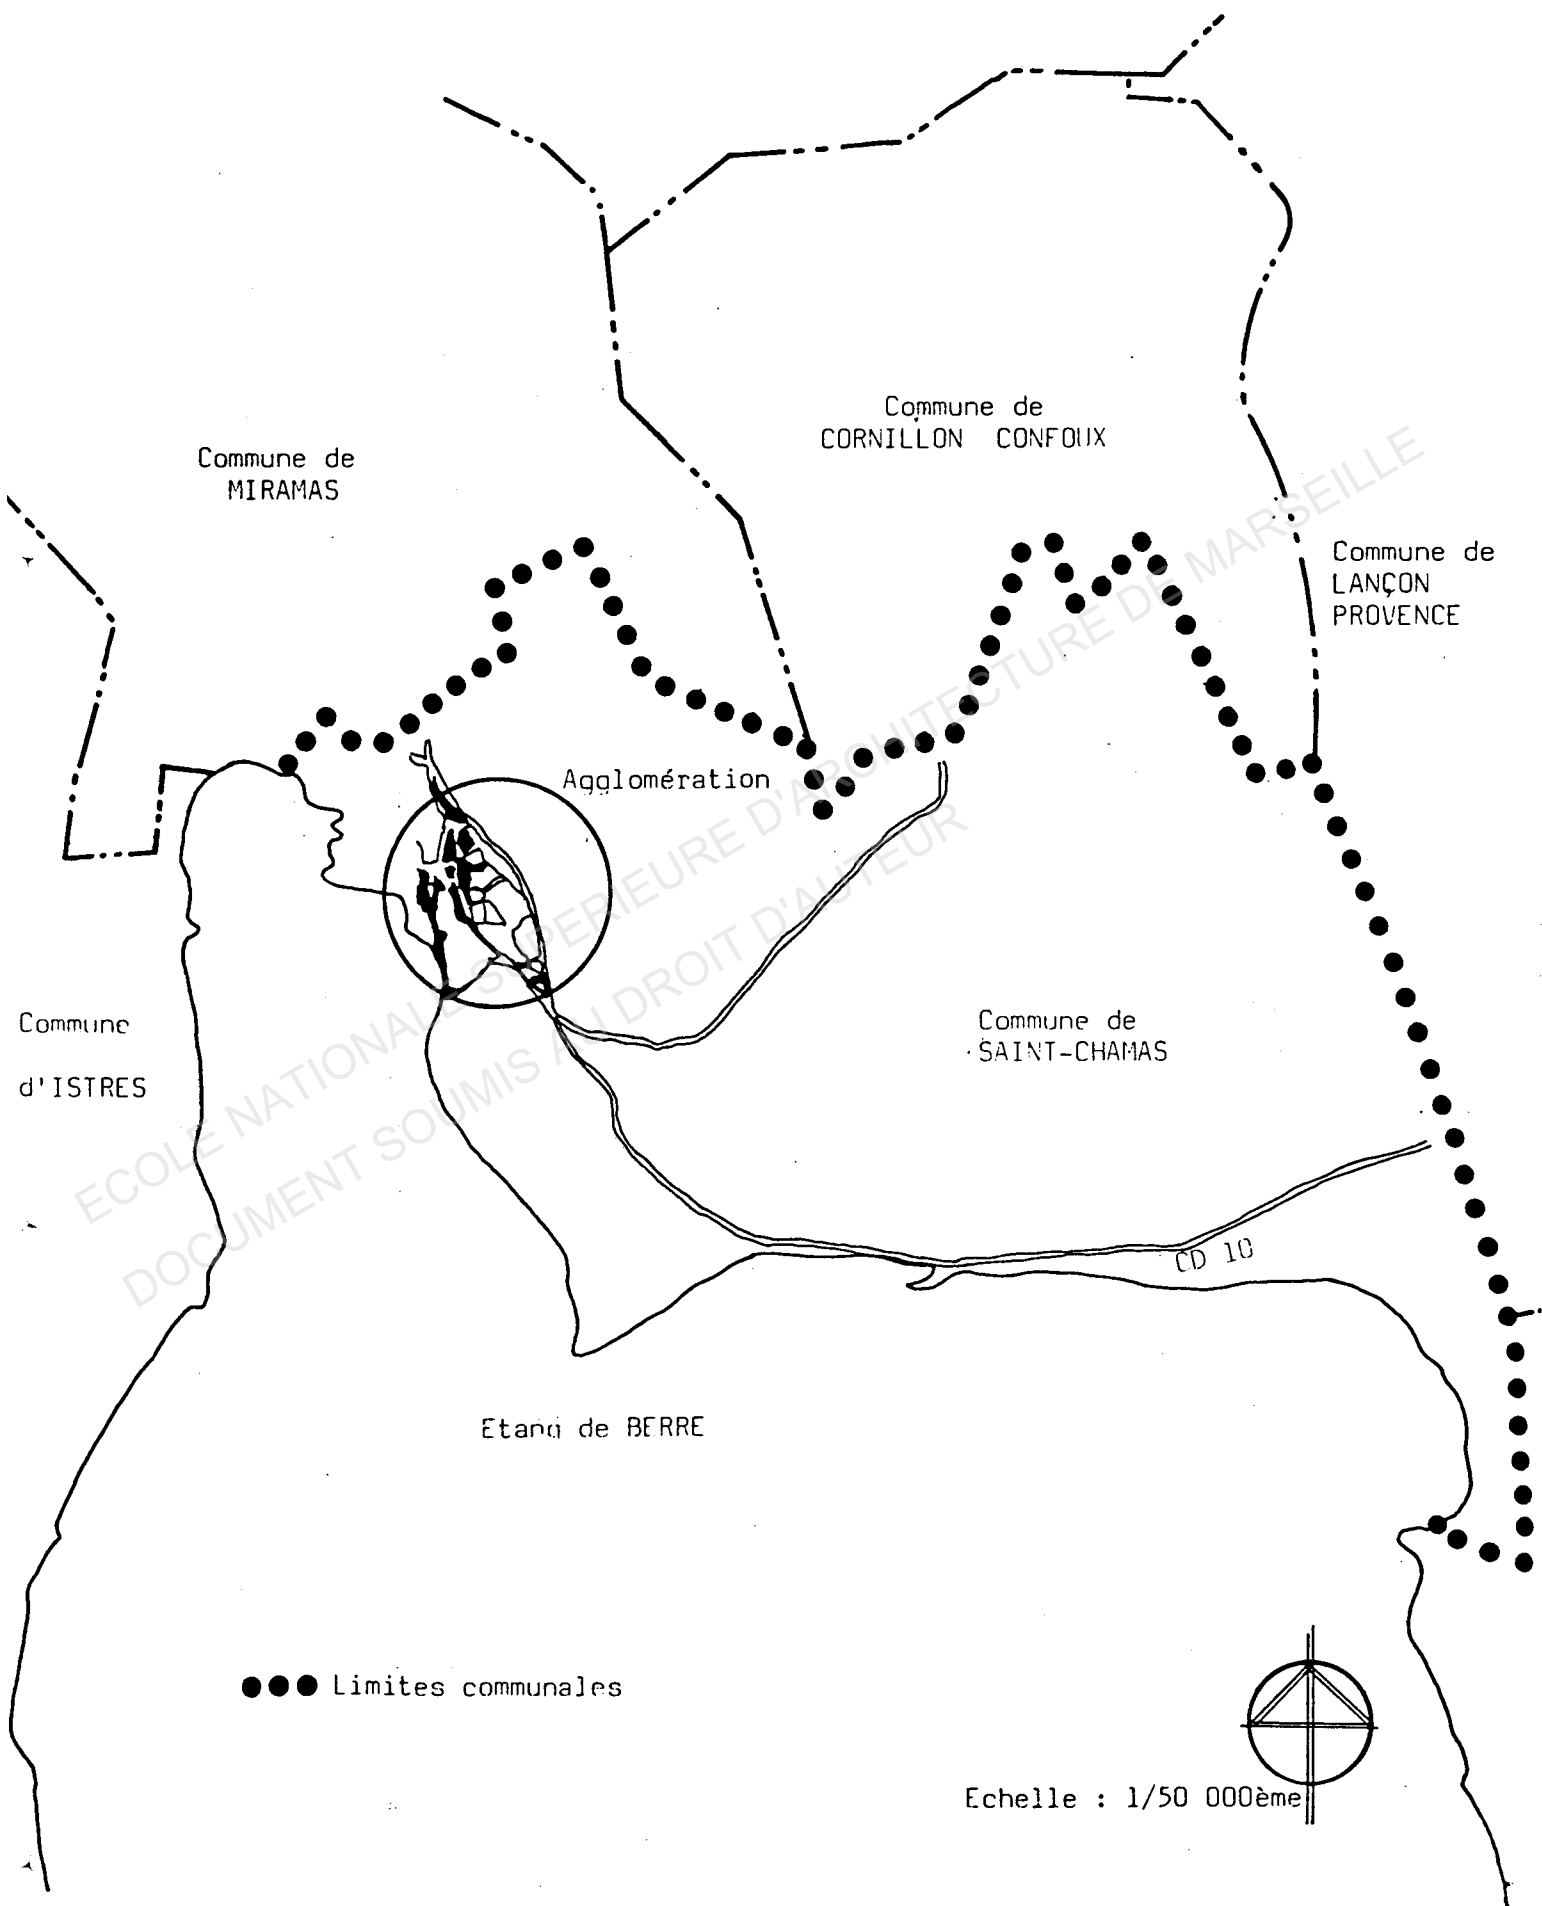 Commune de
CORNILLON CONFOUX
Commune de
MIRAMAS
Commune de
LANÇON
PROVENCE
Agglomération
Commune
d'ISTRES
Commune de
SAINT-CHAMAS
CD 10
Etang de BERRE
Limites communales
Echelle : 1/50 000ème
ECOLE NATIONALE SUPERIEURE D'ARCHITECTURE DE MARSEILLE
DOCUMENT SOUMIS AU DROIT D'AUTEUR